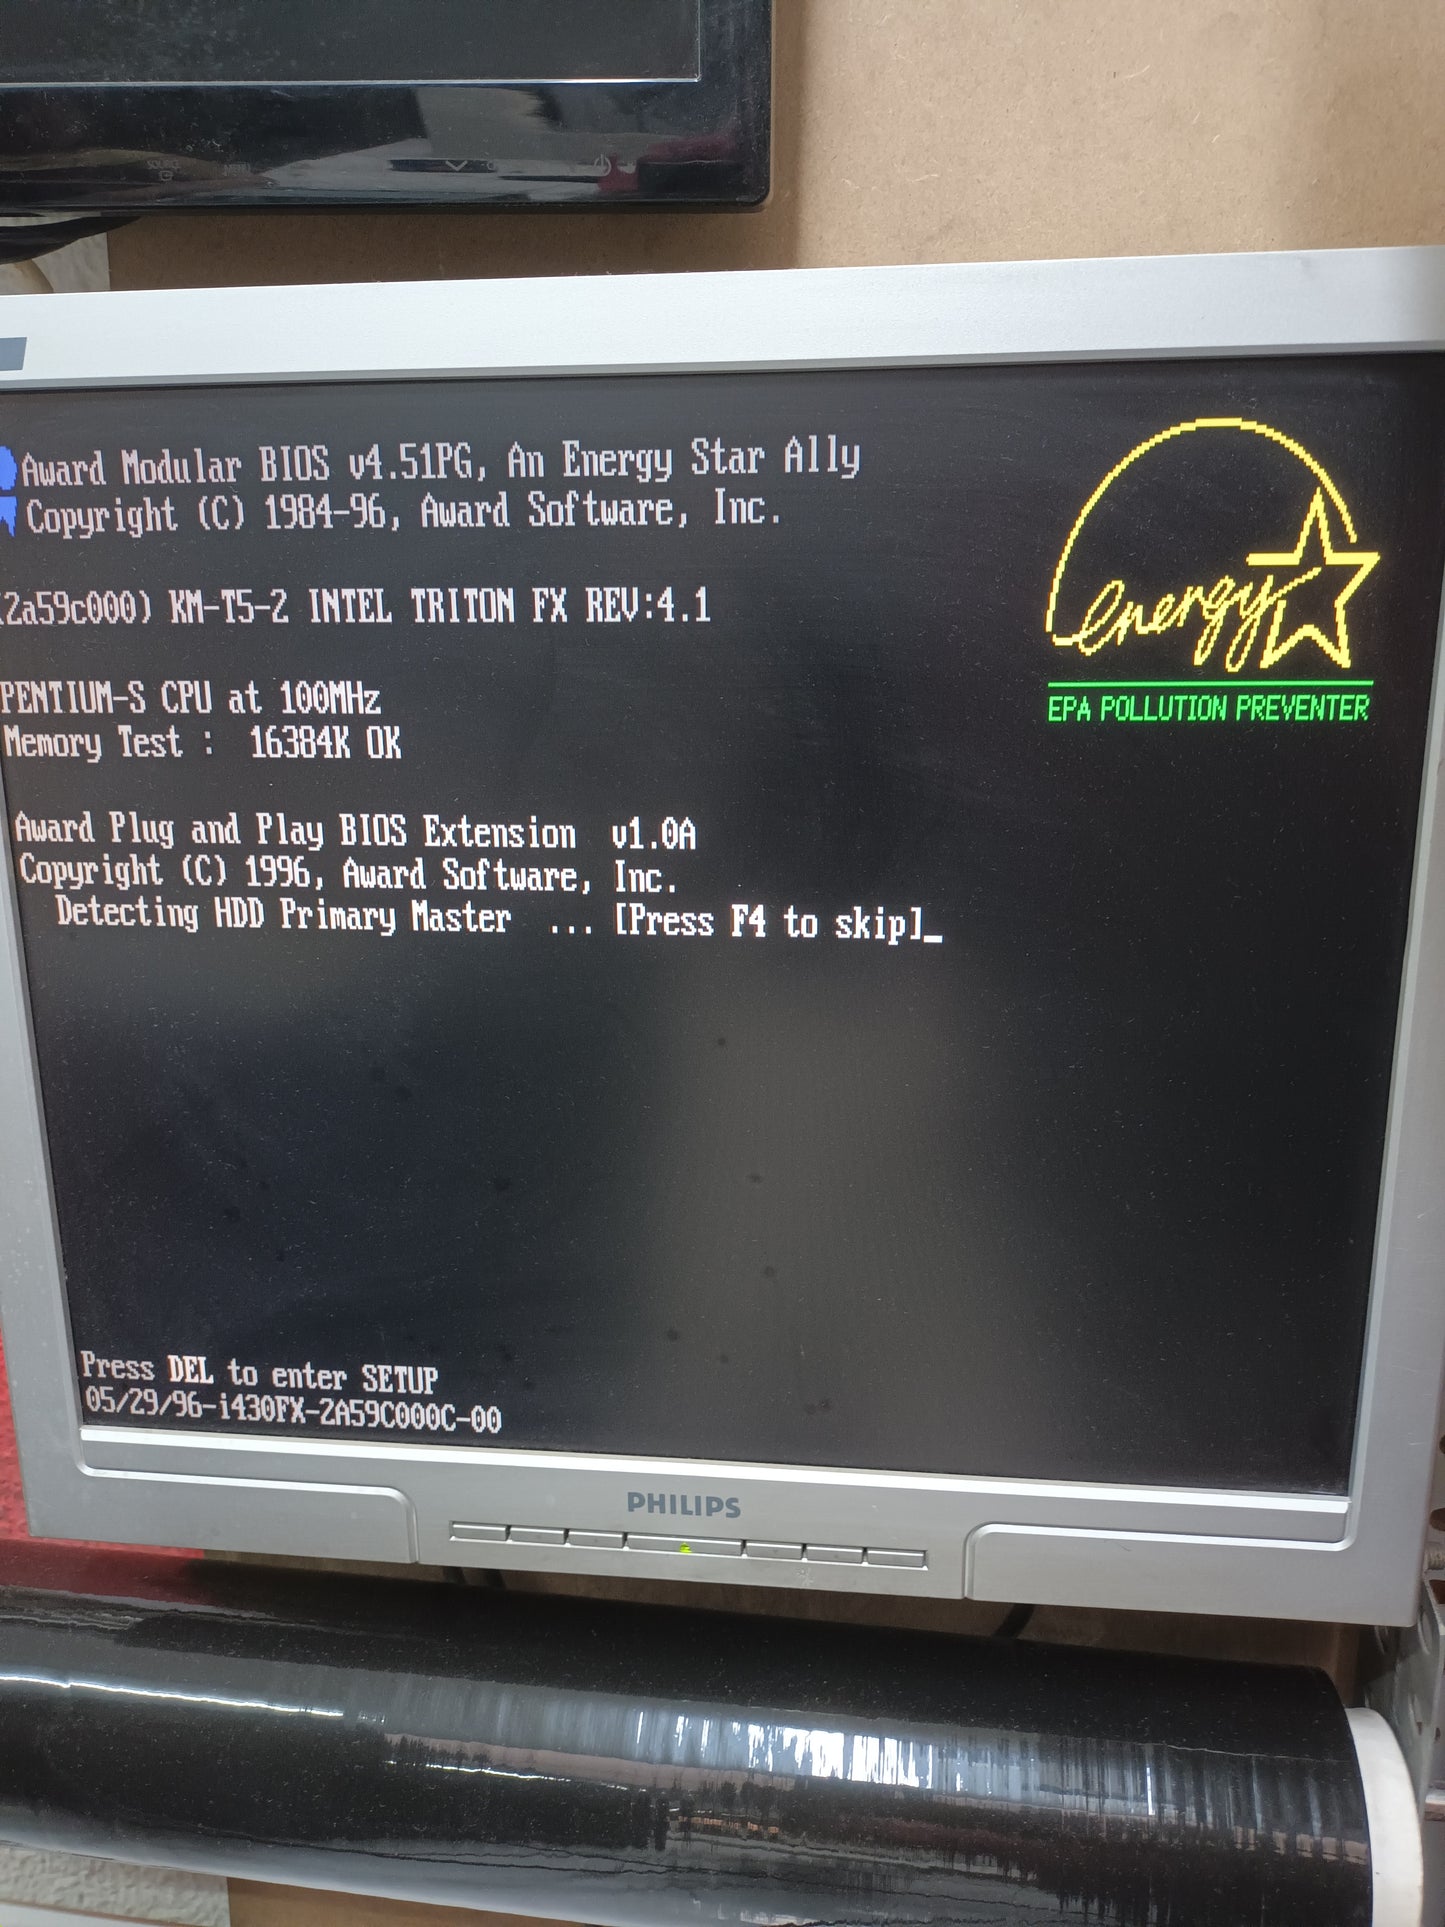 Award Modular BIOS v4.51PG, An Energy Star Ally
Copyright (C) 1984-96, Award Software, Inc.
energy
EPA POLLUTION PREVENTER
(2a59c000) KM-T5-2 INTEL TRITON FX REV:4.1
PENTIUM-S CPU at 100MHz
Memory Test :  16384K OK
Award Plug and Play BIOS Extension  v1.0A
Copyright (C) 1996, Award Software, Inc.
Detecting HDD Primary Master  ... [Press F4 to skip]_
Press DEL to enter SETUP
05/29/96-i430FX-2A59C000C-00
PHILIPS